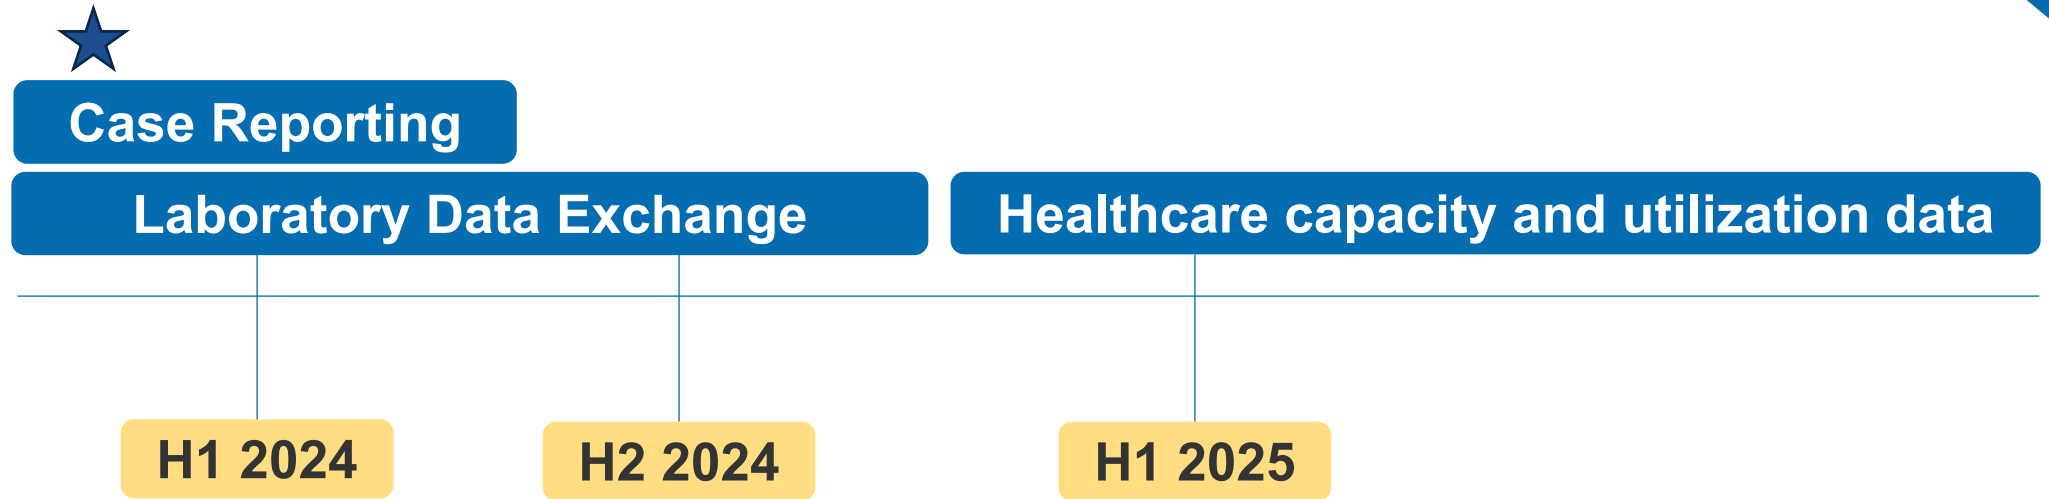 Case Reporting
Laboratory Data Exchange
Healthcare capacity and utilization data
H1 2024
H2 2024
H1 2025